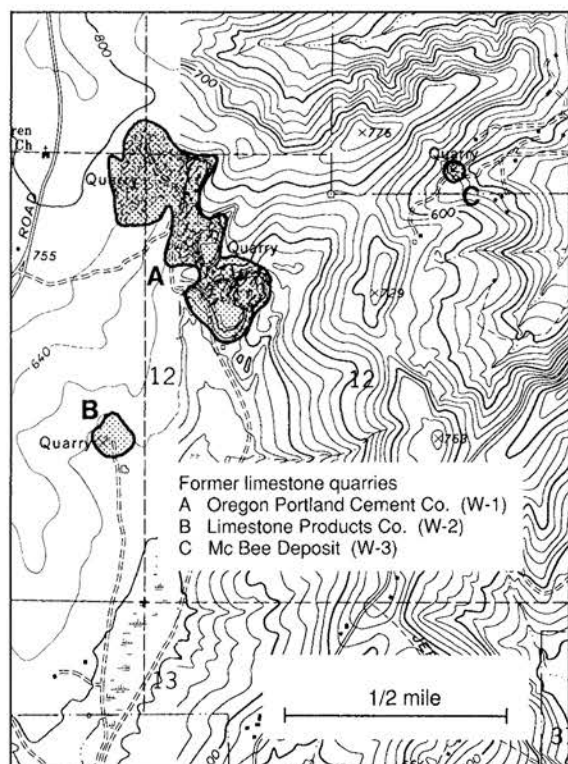 800
700
ren
Ch
×776
Quarry
Quarry
C
600
ROAD
755
Quarry
A
×729
640
12
12
B
Quarry
×763
Former limestone quarries
A Oregon Portland Cement Co. (W-1)
B Limestone Products Co. (W-2)
C Mc Bee Deposit (W-3)
13
1/2 mile
3